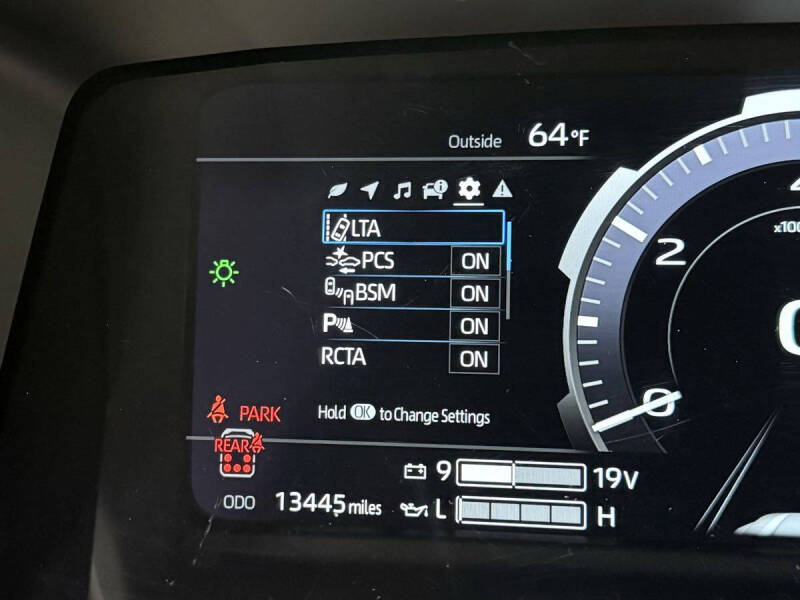 Outside 64°F
LTA
PCS ON
BSM ON
P ON
RCTA ON
Hold OK to Change Settings
PARK
REAR
9 19V
ODO 13445 miles
L H
2
0